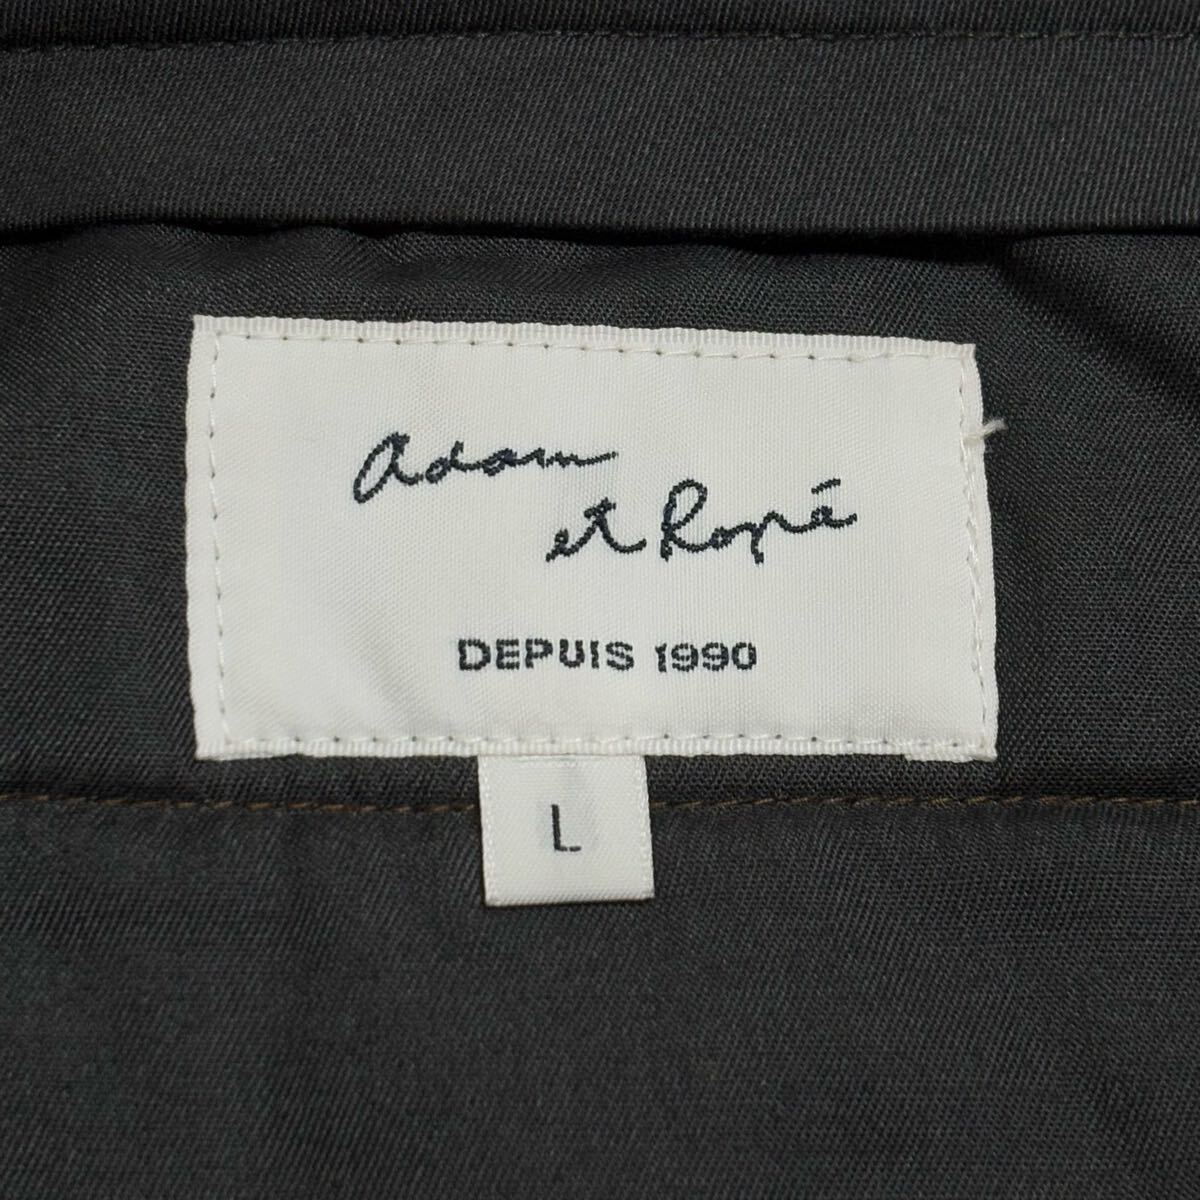 Adam
et Ropé
DEPUIS 1990
L